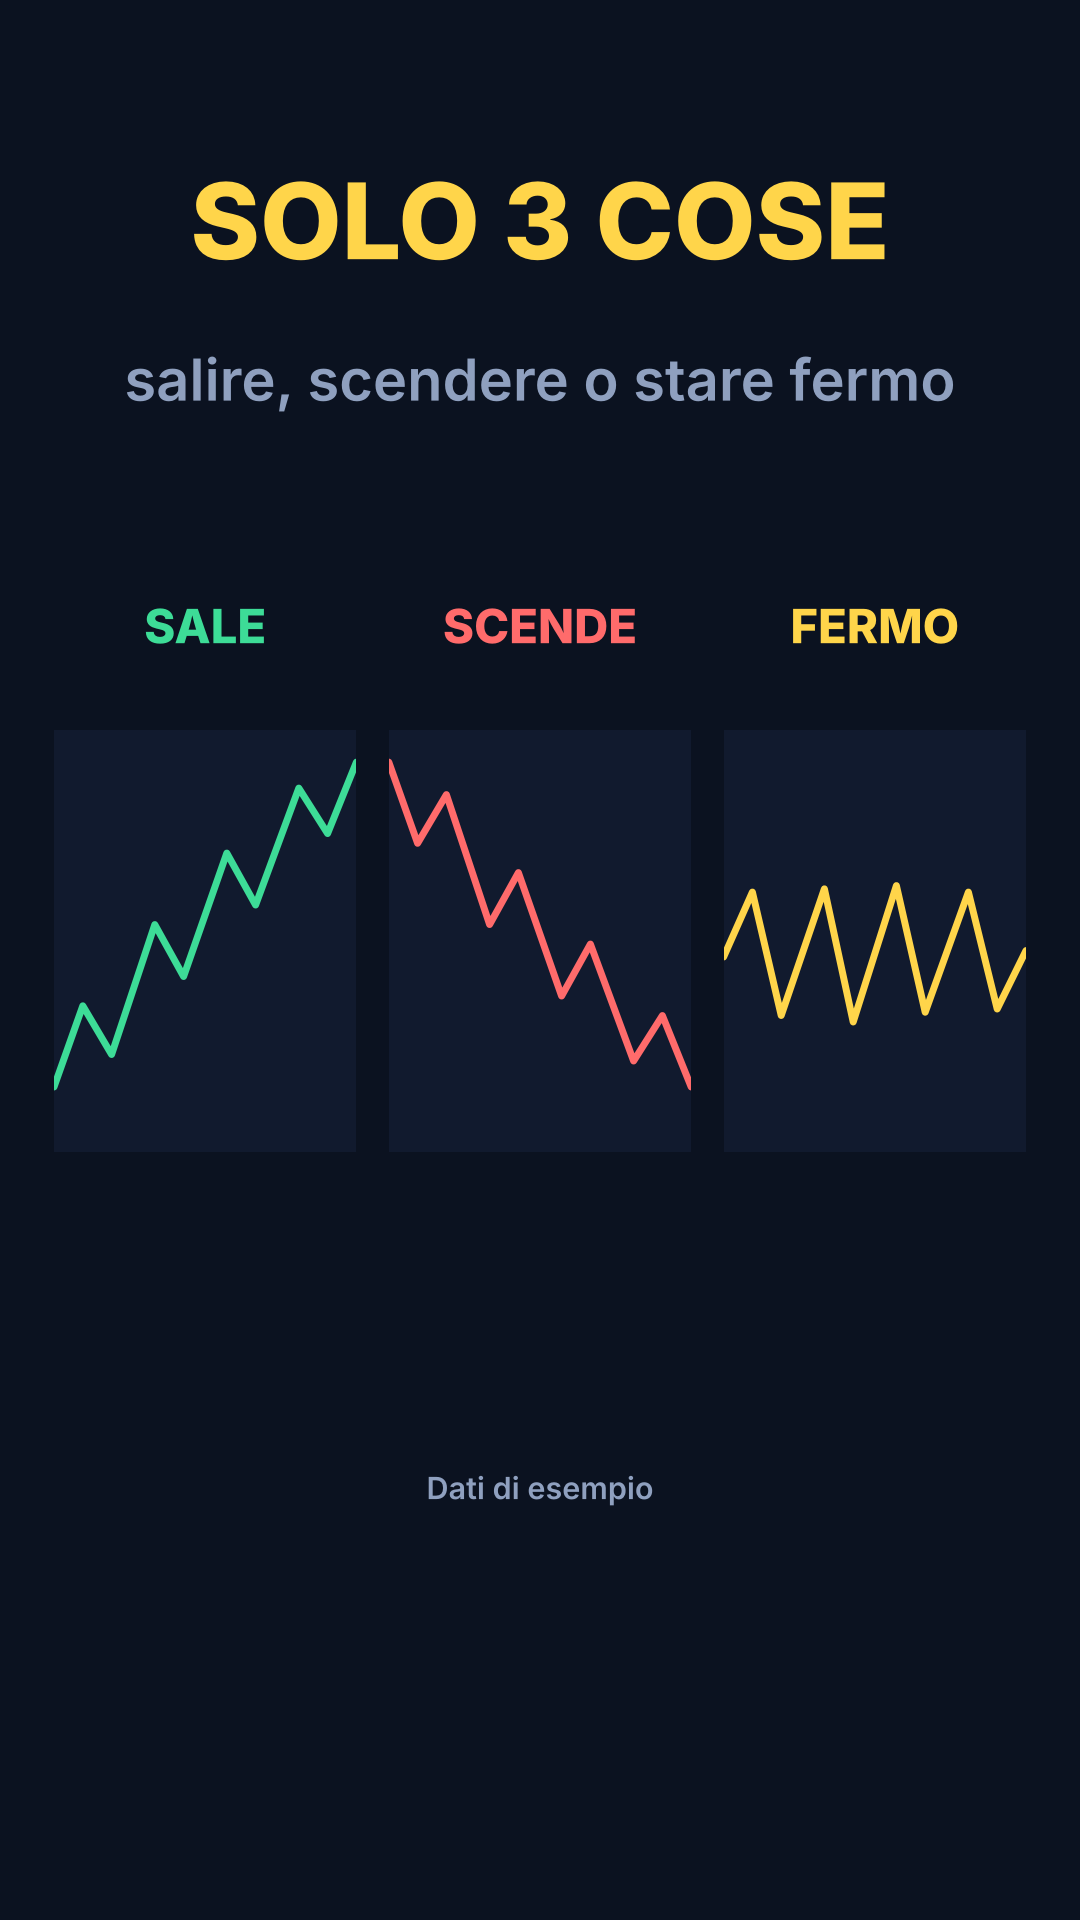 SOLO 3 COSE
salire, scendere o stare fermo
SALE
SCENDE
FERMO
Dati di esempio